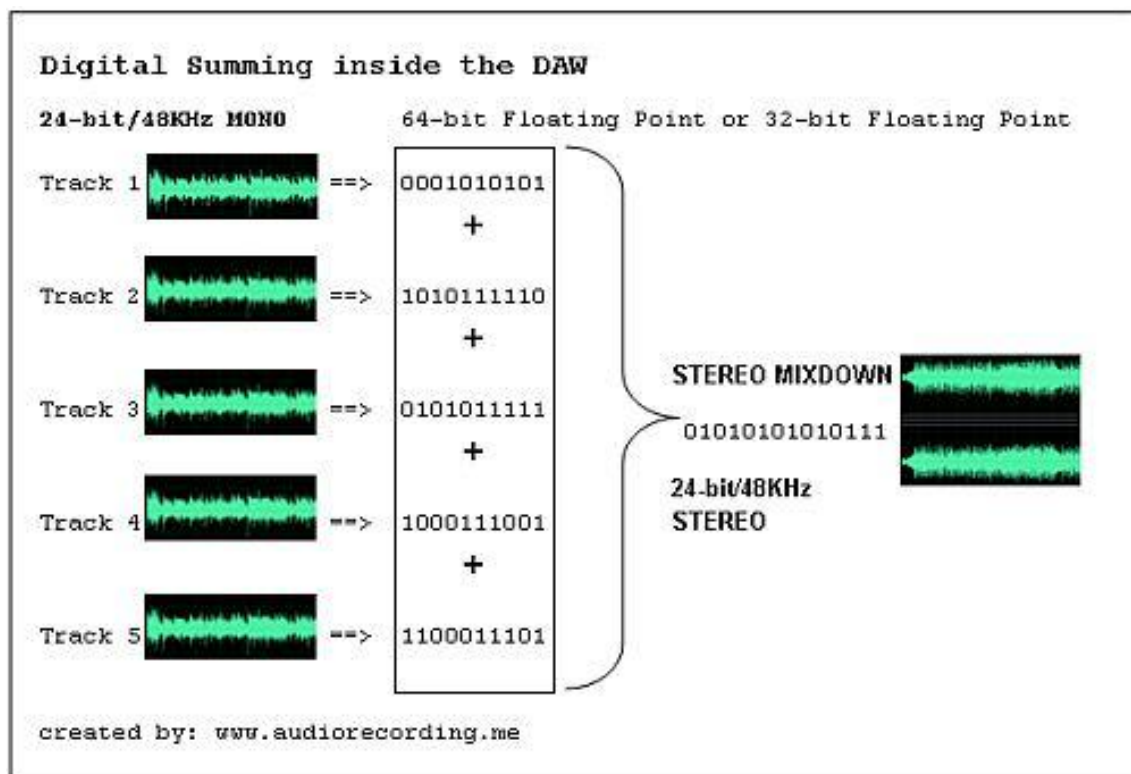 Digital Summing inside the DAW
24-bit/48KHz MONO 64-bit Floating Point or 32-bit Floating Point
Track 1 ==> 0001010101
+
Track 2 ==> 1010111110
+
Track 3 ==> 0101011111
+
Track 4 ==> 1000111001
+
Track 5 ==> 1100011101
STEREO MIXDOWN
01010101010111
24-bit/48KHz
STEREO
created by: www.audiorecording.me